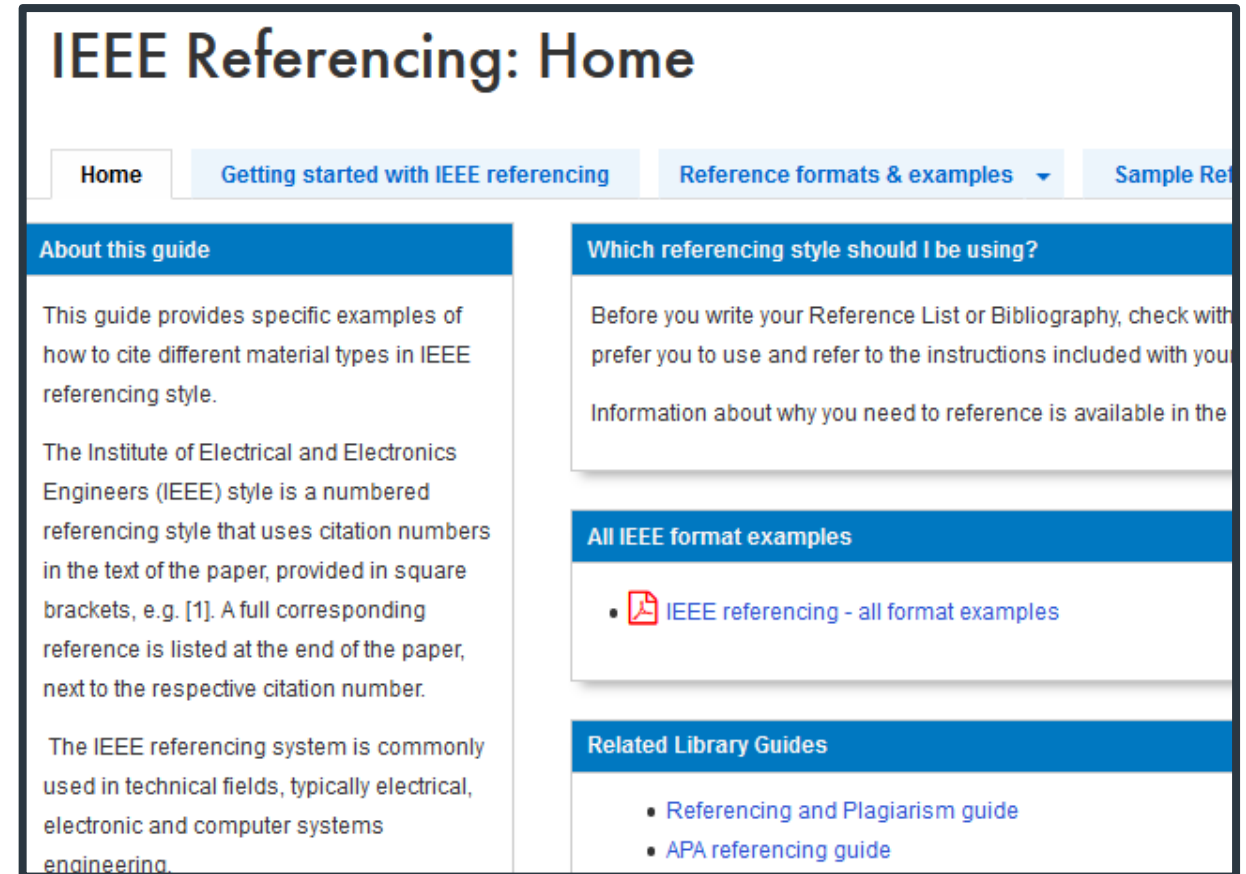 IEEE Referencing: Home
Home
Getting started with IEEE referencing
Reference formats & examples
Sample Ref
About this guide
This guide provides specific examples of
how to cite different material types in IEEE
referencing style.
The Institute of Electrical and Electronics
Engineers (IEEE) style is a numbered
referencing style that uses citation numbers
in the text of the paper, provided in square
brackets, e.g. [1]. A full corresponding
reference is listed at the end of the paper,
next to the respective citation number.
The IEEE referencing system is commonly
used in technical fields, typically electrical,
electronic and computer systems
engineering.
Which referencing style should I be using?
Before you write your Reference List or Bibliography, check with
prefer you to use and refer to the instructions included with your
Information about why you need to reference is available in the
All IEEE format examples
IEEE referencing - all format examples
Related Library Guides
Referencing and Plagiarism guide
APA referencing guide